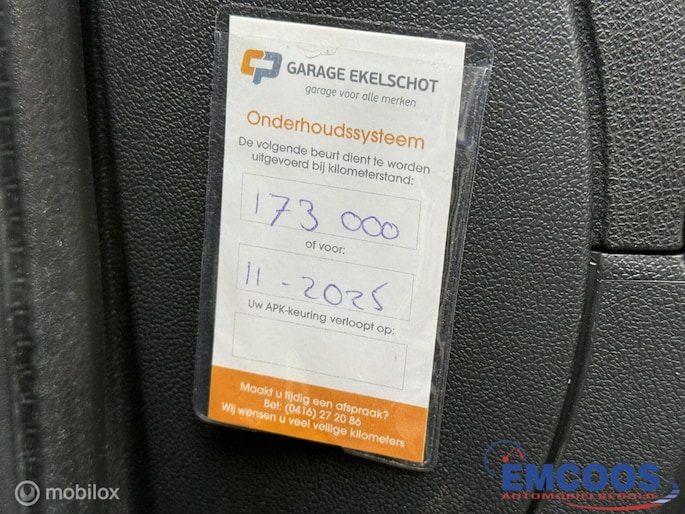 GARAGE EKELSCHOT
garage voor alle merken
Onderhoudssysteem
De volgende beurt dient te worden
uitgevoerd bij kilometerstand:
173 000
of voor:
11 - 2025
Uw APK-keuring verloopt op:
Maakt u tijdig een afspraak?
Bel: (0416) 27 20 86
Wij wensen u veel veilige kilometers
EMCOOS
AUTOMOBIELBEDRIJF
mobilox